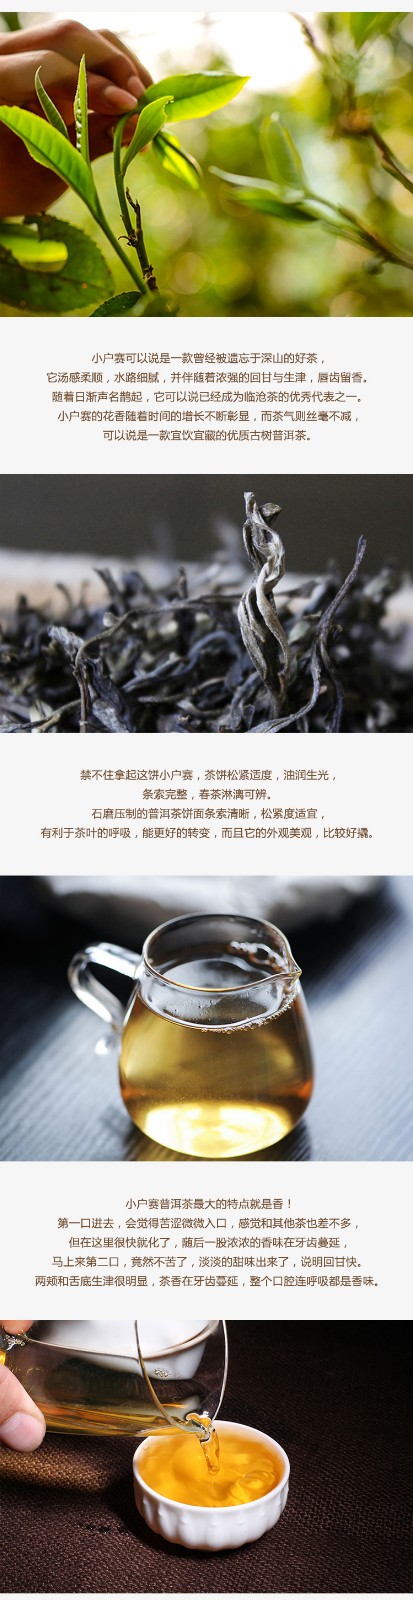 小户赛可以说是一款曾经被遗忘于深山的好茶，
它汤感柔顺，水路细腻，并伴随着浓强的回甘与生津，唇齿留香。
随着日渐声名鹊起，它可以说已经成为临沧茶的优秀代表之一。
小户赛的花香随着时间的增长不断彰显，而茶气则丝毫不减，
可以说是一款宜饮宜藏的优质古树普洱茶。
禁不住拿起这饼小户赛，茶饼松紧适度，油润生光，
条索完整，春茶淋漓可辨。
石磨压制的普洱茶饼面条索清晰，松紧度适宜，
有利于茶叶的呼吸，能更好的转变，而且它的外观美观，比较好撬。
小户赛普洱茶最大的特点就是香！
第一口进去，会觉得苦涩微微入口，感觉和其他茶也差不多，
但在这里很快就化了，随后一股浓浓的香味在牙齿蔓延，
马上来第二口，竟然不苦了，淡淡的甜味出来了，说明回甘快。
两颊和舌底生津很明显，茶香在牙齿蔓延，整个口腔连呼吸都是香味。